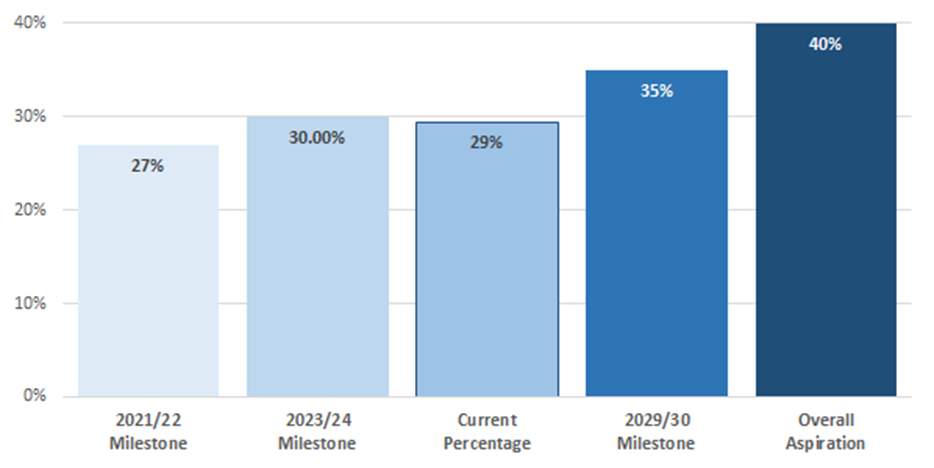 40%
30%
20%
10%
0%
27%
30.00%
29%
35%
40%
2021/22
Milestone
2023/24
Milestone
Current
Percentage
2029/30
Milestone
Overall
Aspiration